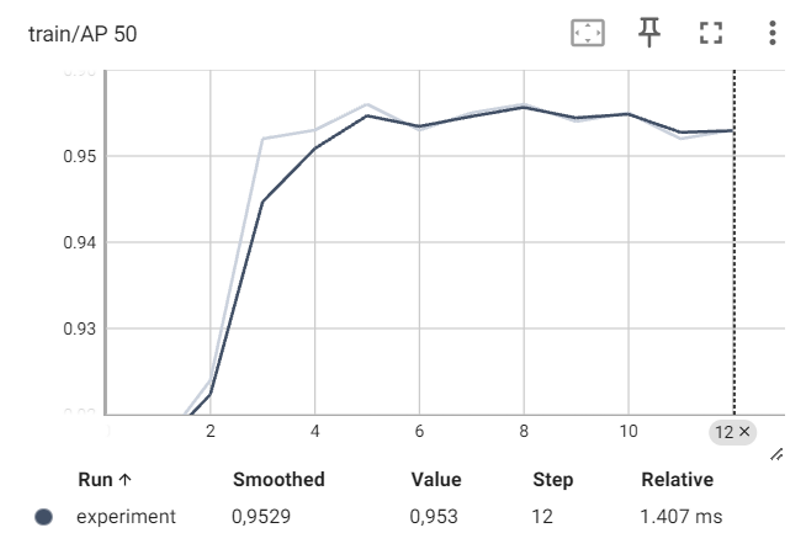 train/AP 50
0.95
0.94
0.93
2 4 6 8 10 12 ×
Run ↑ Smoothed Value Step Relative
experiment 0,9529 0,953 12 1.407 ms